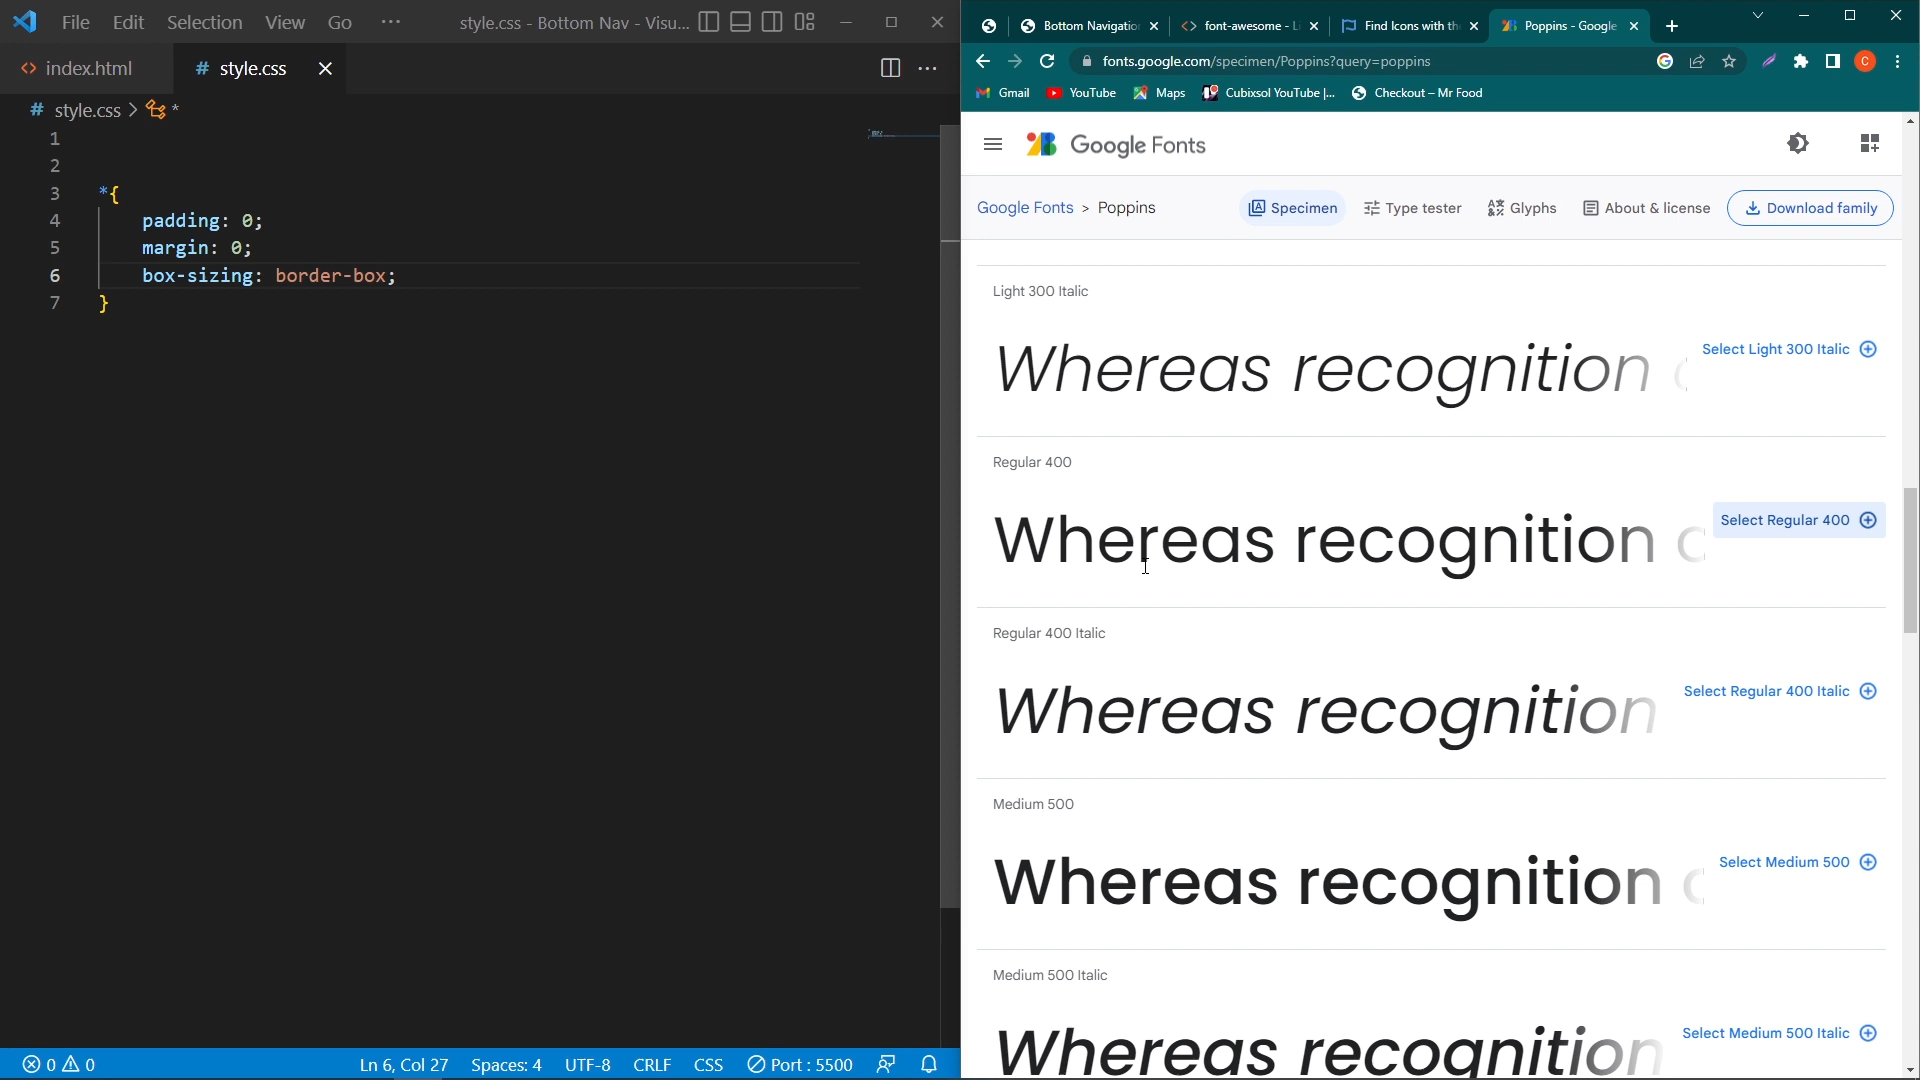 File Edit Selection View Go ··· style.css - Bottom Nav - Visu...
index.html # style.css
# style.css > *
1
2
3 *{
4 padding: 0;
5 margin: 0;
6 box-sizing: border-box;
7 }
0 0 Ln 6, Col 27 Spaces: 4 UTF-8 CRLF CSS Port : 5500
Bottom Navigation font-awesome - Li Find Icons with th Poppins - Google
fonts.google.com/specimen/Poppins?query=poppins C
Gmail YouTube Maps Cubixsol YouTube |... Checkout – Mr Food
Google Fonts
Google Fonts > Poppins Specimen Type tester Glyphs About & license Download family
Light 300 Italic
Whereas recognition Select Light 300 Italic
Regular 400
Whereas recognition Select Regular 400
Regular 400 Italic
Whereas recognition Select Regular 400 Italic
Medium 500
Whereas recognition Select Medium 500
Medium 500 Italic
Whereas recognition Select Medium 500 Italic